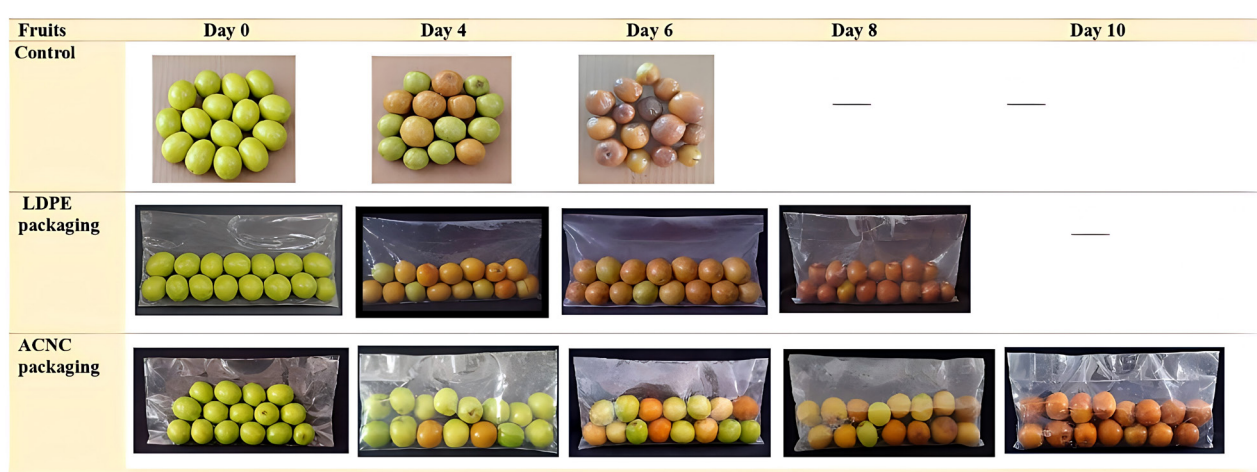 Fruits Day 0 Day 4 Day 6 Day 8 Day 10
Control
LDPE
packaging
ACNC
packaging